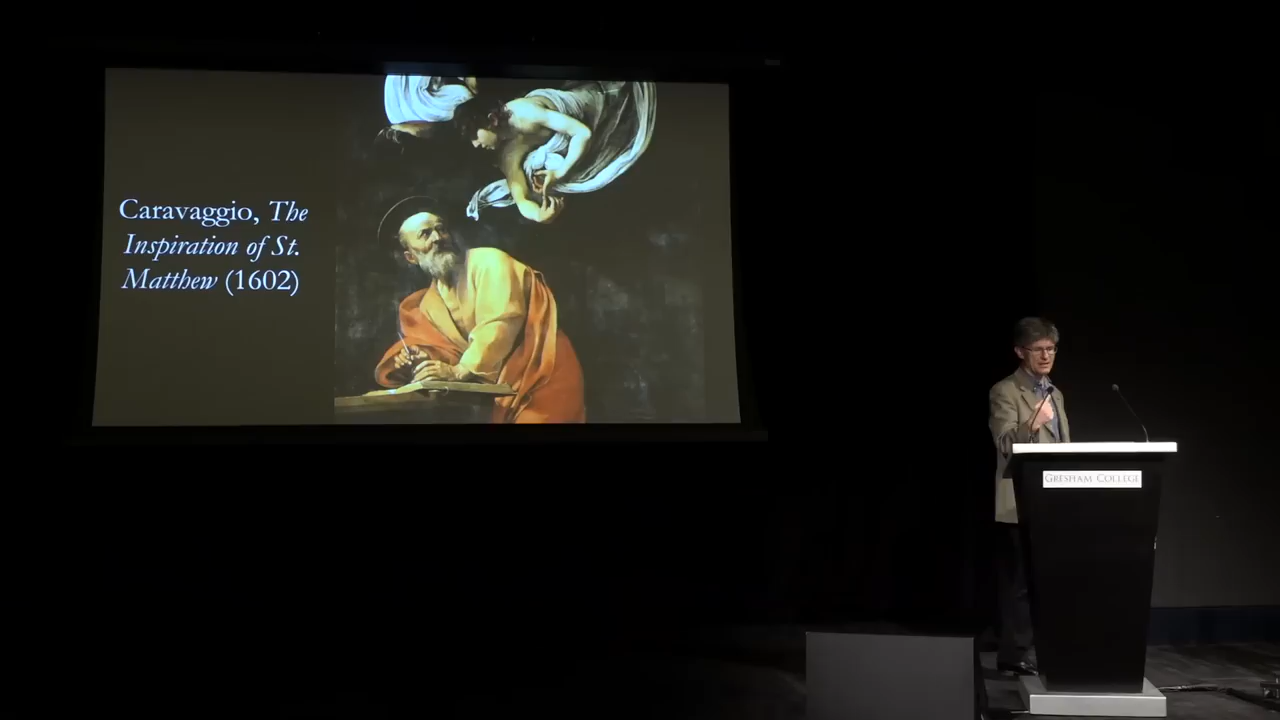 Caravaggio, The
Inspiration of St.
Matthew (1602)
GRESHAM COLLEGE